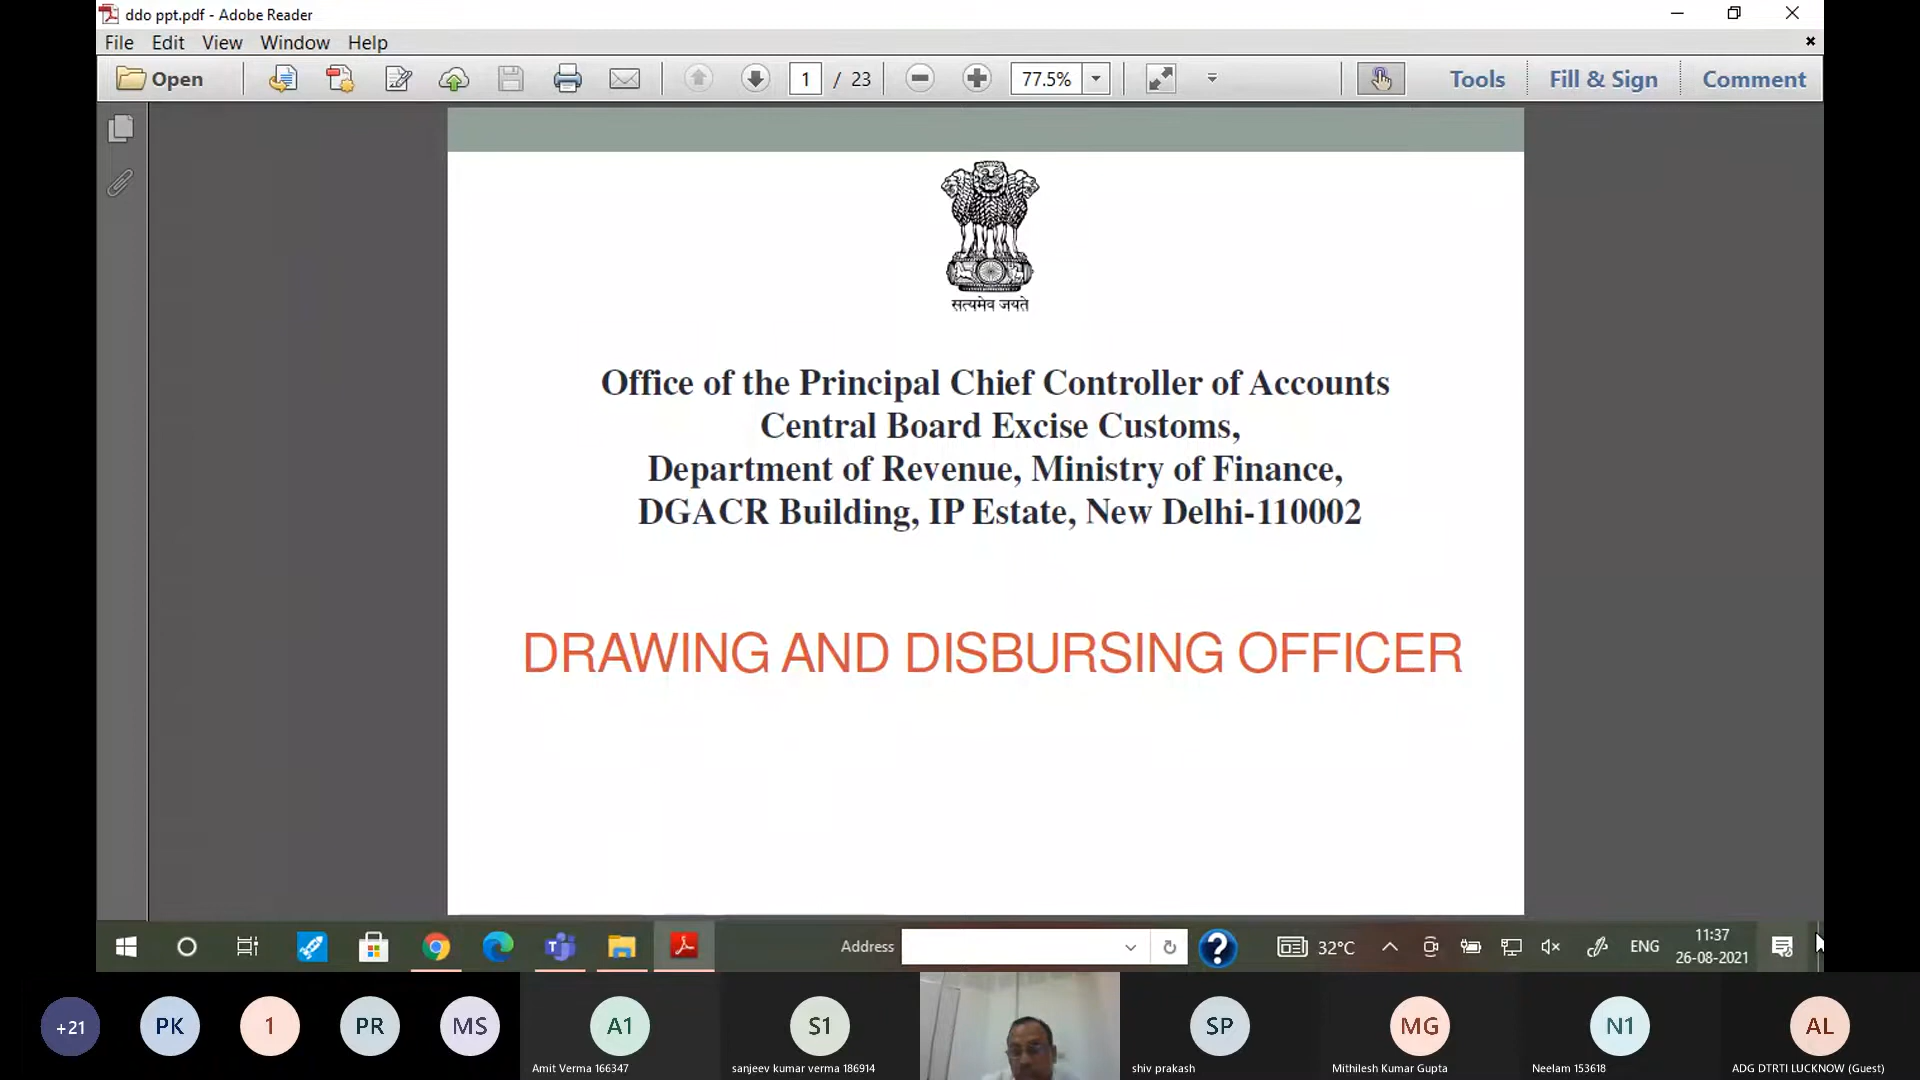 ddo ppt.pdf - Adobe Reader
File Edit View Window Help
Open 1 / 23 77.5% Tools Fill & Sign Comment
सत्यमेव जयते
Office of the Principal Chief Controller of Accounts
Central Board Excise Customs,
Department of Revenue, Ministry of Finance,
DGACR Building, IP Estate, New Delhi-110002
DRAWING AND DISBURSING OFFICER
Address 32°C ENG 11:37
26-08-2021
+21 PK 1 PR MS A1 S1 SP MG N1 AL
Amit Verma 166347 sanjeev kumar verma 186914 shiv prakash Mithilesh Kumar Gupta Neelam 153618 ADG DTRTI LUCKNOW (Guest)